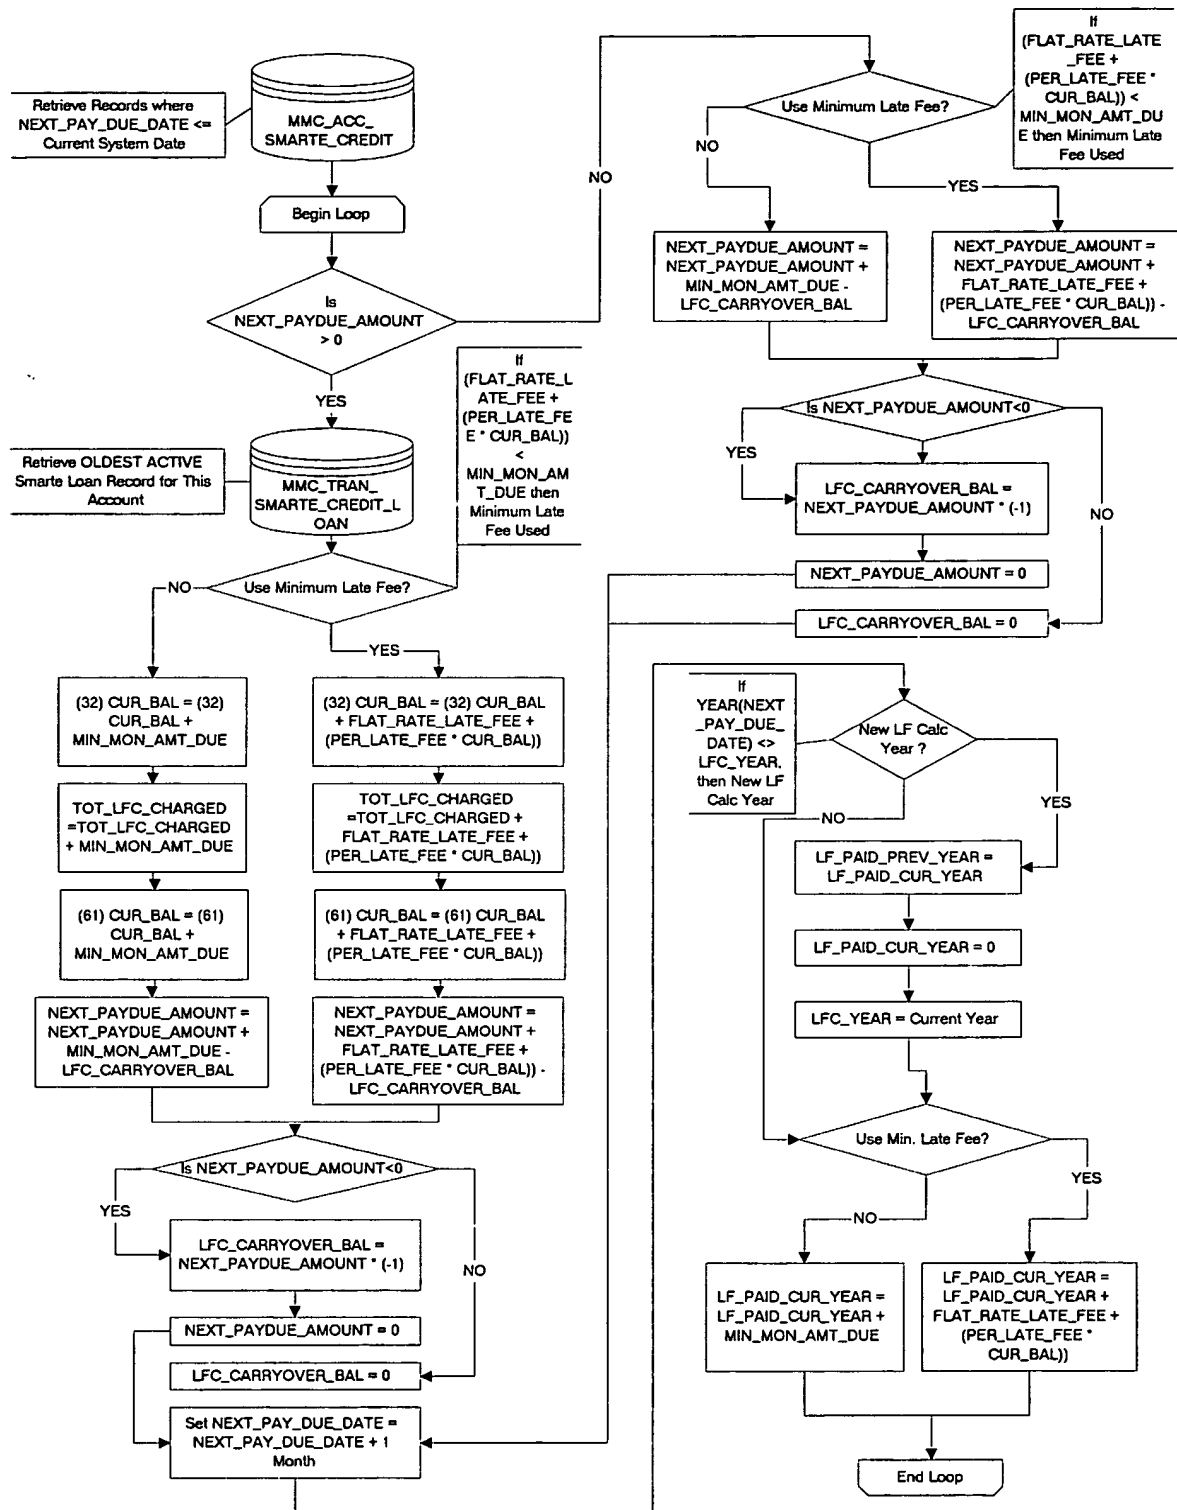 Retrieve Records where
NEXT_PAY_DUE_DATE <=
Current System Date
MMC_ACC_
SMARTE_CREDIT
Begin Loop
Is
NEXT_PAYDUE_AMOUNT
> 0
NO
YES
Retrieve OLDEST ACTIVE
Smarte Loan Record for This
Account
MMC_TRAN_
SMARTE_CREDIT_L
OAN
If
(FLAT_RATE_L
ATE_FEE +
(PER_LATE_FE
E * CUR_BAL))
<
MIN_MON_AM
T_DUE then
Minimum Late
Fee Used
Use Minimum Late Fee?
NO
YES
(32) CUR_BAL = (32)
CUR_BAL +
MIN_MON_AMT_DUE
(32) CUR_BAL = (32) CUR_BAL
+ FLAT_RATE_LATE_FEE +
(PER_LATE_FEE * CUR_BAL))
TOT_LFC_CHARGED
=TOT_LFC_CHARGED
+ MIN_MON_AMT_DUE
TOT_LFC_CHARGED
=TOT_LFC_CHARGED +
FLAT_RATE_LATE_FEE +
(PER_LATE_FEE * CUR_BAL))
(61) CUR_BAL = (61)
CUR_BAL +
MIN_MON_AMT_DUE
(61) CUR_BAL = (61) CUR_BAL
+ FLAT_RATE_LATE_FEE +
(PER_LATE_FEE * CUR_BAL))
NEXT_PAYDUE_AMOUNT =
NEXT_PAYDUE_AMOUNT +
MIN_MON_AMT_DUE -
LFC_CARRYOVER_BAL
NEXT_PAYDUE_AMOUNT =
NEXT_PAYDUE_AMOUNT +
FLAT_RATE_LATE_FEE +
(PER_LATE_FEE * CUR_BAL)) -
LFC_CARRYOVER_BAL
Is NEXT_PAYDUE_AMOUNT<0
YES
NO
LFC_CARRYOVER_BAL =
NEXT_PAYDUE_AMOUNT * (-1)
NEXT_PAYDUE_AMOUNT = 0
LFC_CARRYOVER_BAL = 0
Set NEXT_PAY_DUE_DATE =
NEXT_PAY_DUE_DATE + 1
Month
Use Minimum Late Fee?
If
(FLAT_RATE_LATE
_FEE +
(PER_LATE_FEE *
CUR_BAL)) <
MIN_MON_AMT_DU
E then Minimum Late
Fee Used
NO
YES
NEXT_PAYDUE_AMOUNT =
NEXT_PAYDUE_AMOUNT +
MIN_MON_AMT_DUE -
LFC_CARRYOVER_BAL
NEXT_PAYDUE_AMOUNT =
NEXT_PAYDUE_AMOUNT +
FLAT_RATE_LATE_FEE +
(PER_LATE_FEE * CUR_BAL)) -
LFC_CARRYOVER_BAL
Is NEXT_PAYDUE_AMOUNT<0
YES
NO
LFC_CARRYOVER_BAL =
NEXT_PAYDUE_AMOUNT * (-1)
NEXT_PAYDUE_AMOUNT = 0
LFC_CARRYOVER_BAL = 0
If
YEAR(NEXT
_PAY_DUE_
DATE) <>
LFC_YEAR,
then New LF
Calc Year
New LF Calc
Year ?
NO
YES
LF_PAID_PREV_YEAR =
LF_PAID_CUR_YEAR
LF_PAID_CUR_YEAR = 0
LFC_YEAR = Current Year
Use Min. Late Fee?
NO
YES
LF_PAID_CUR_YEAR =
LF_PAID_CUR_YEAR +
MIN_MON_AMT_DUE
LF_PAID_CUR_YEAR =
LF_PAID_CUR_YEAR +
FLAT_RATE_LATE_FEE +
(PER_LATE_FEE *
CUR_BAL))
End Loop